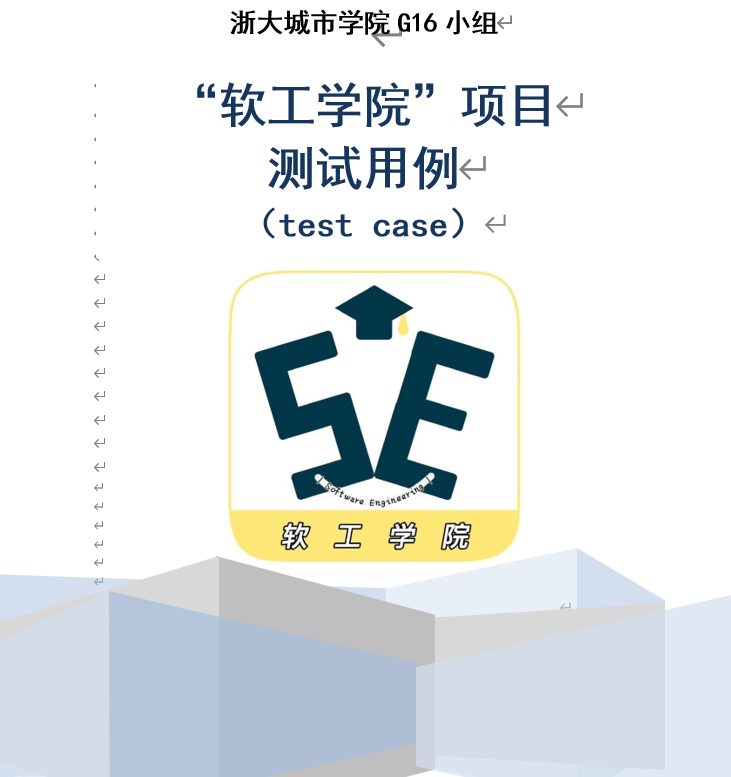 浙大城市学院 G16 小组
“软工学院”项目
测试用例
（test case）
SE
Software Engineering
软工学院